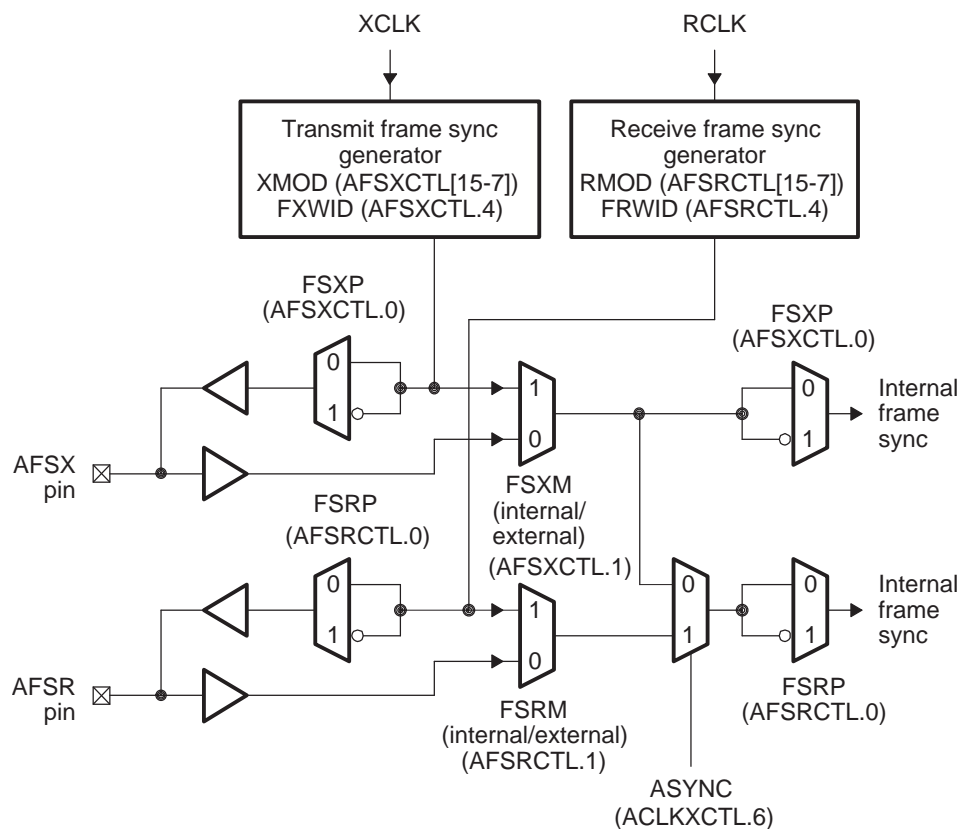 XCLK
RCLK
Transmit frame sync
generator
XMOD (AFSXCTL[15-7])
FXWID (AFSXCTL.4)
Receive frame sync
generator
RMOD (AFSRCTL[15-7])
FRWID (AFSRCTL.4)
FSXP
(AFSXCTL.0)
FSXP
(AFSXCTL.0)
0
1
1
0
0
1
Internal
frame
sync
AFSX
pin
FSXM
(internal/
external)
(AFSXCTL.1)
FSRP
(AFSRCTL.0)
0
1
1
0
0
1
0
1
Internal
frame
sync
AFSR
pin
FSRM
(internal/external)
(AFSRCTL.1)
FSRP
(AFSRCTL.0)
ASYNC
(ACLKXCTL.6)